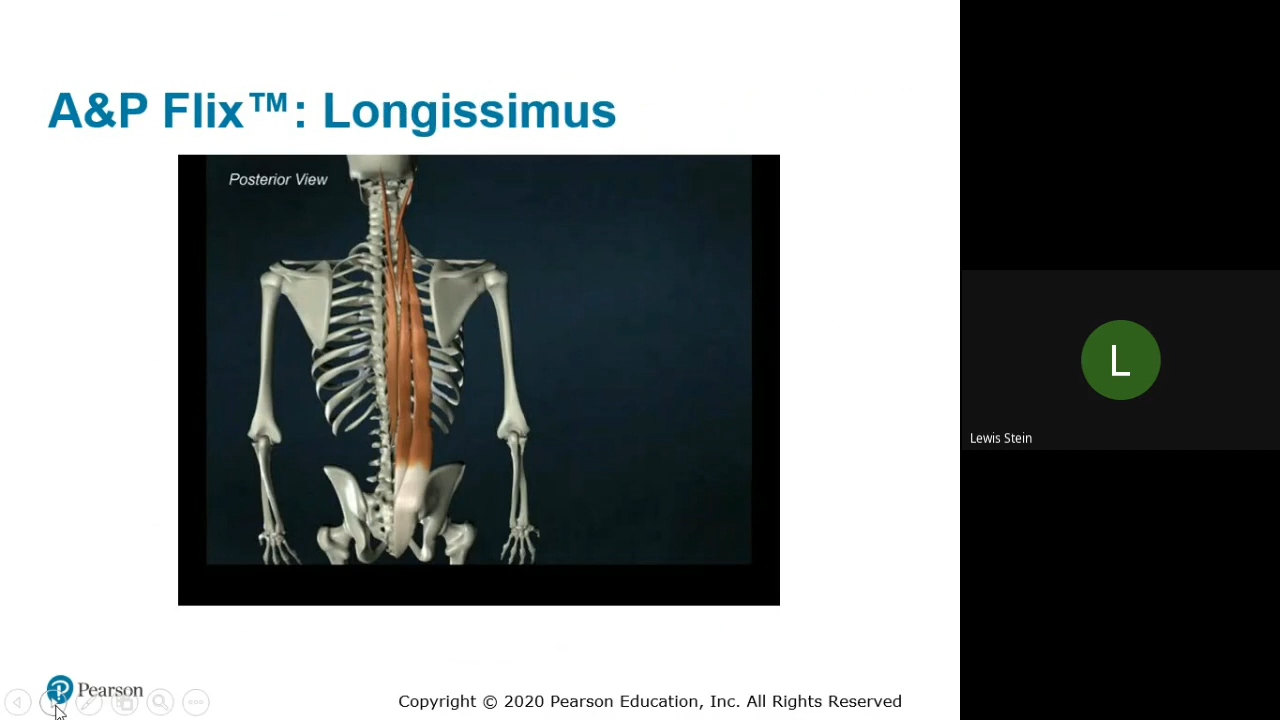 A&P Flix™: Longissimus
Posterior View
L
Lewis Stein
Pearson
Copyright © 2020 Pearson Education, Inc. All Rights Reserved